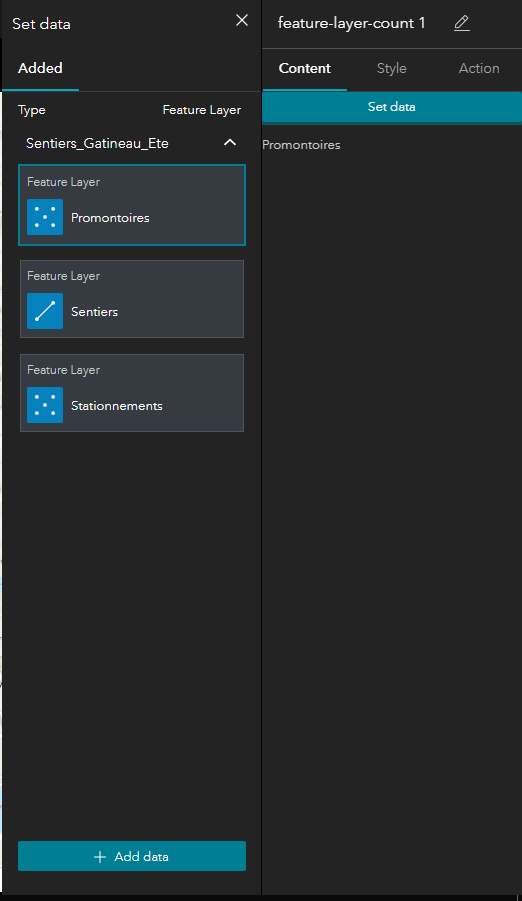 Set data
Added
Type Feature Layer
Sentiers_Gatineau_Ete
Feature Layer
Promontoires
Feature Layer
Sentiers
Feature Layer
Stationnements
Add data
feature-layer-count 1
Content Style Action
Set data
Promontoires